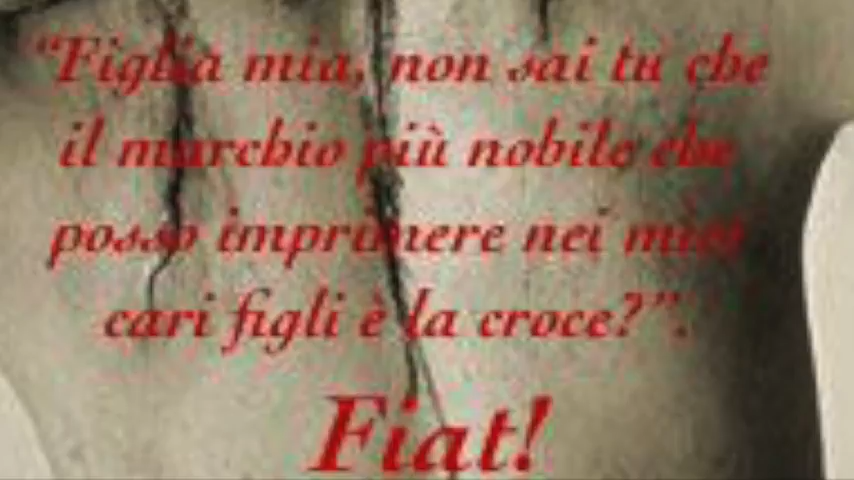 “Figlia mia, non sai tu che
il marchio più nobile che
posso imprimere nei miei
cari figli è la croce?”.
Fiat!